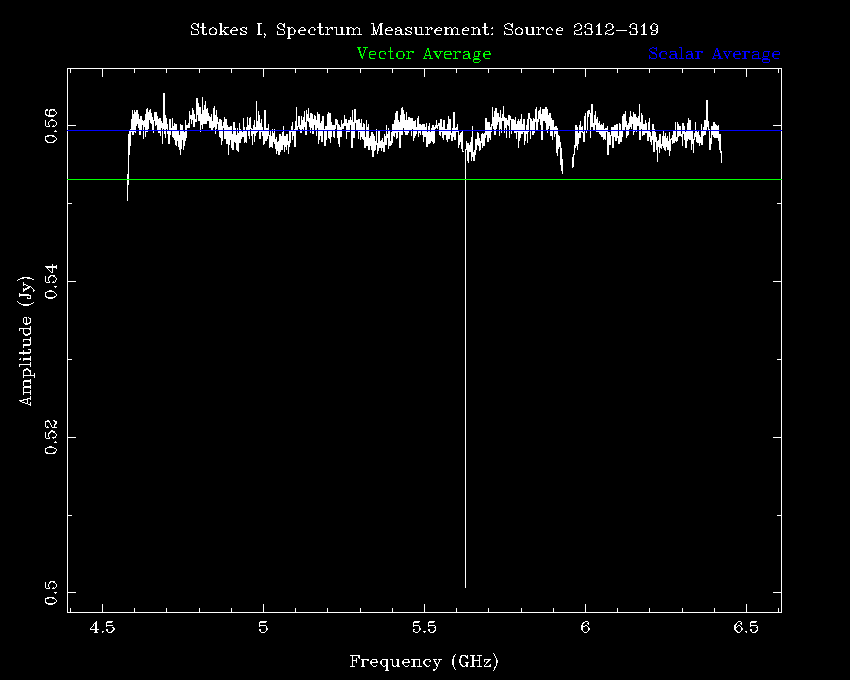 Stokes I, Spectrum Measurement: Source 2312-319
Vector Average
Scalar Average
0.56
0.54
0.52
0.5
Amplitude (Jy)
4.5 5 5.5 6 6.5
Frequency (GHz)